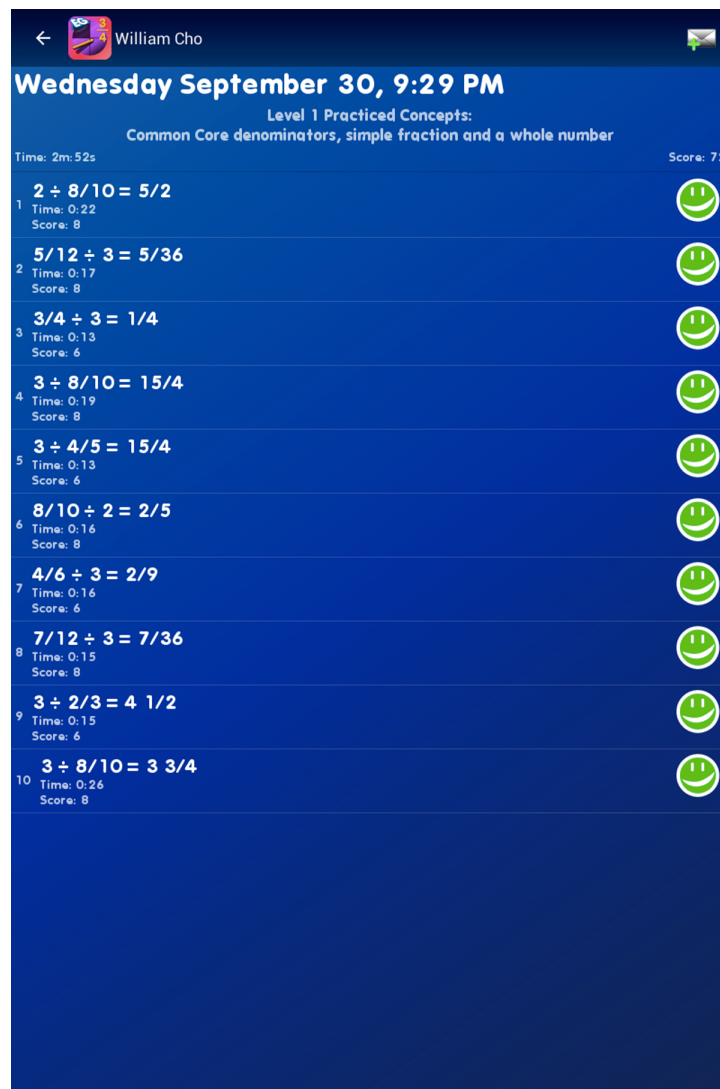 EG 3/4
William Cho
Wednesday September 30, 9:29 PM
Level 1 Practiced Concepts:
Common Core denominators, simple fraction and a whole number
Time: 2m:52s Score:
1 2 ÷ 8/10 = 5/2
Time: 0:22
Score: 8
2 5/12 ÷ 3 = 5/36
Time: 0:17
Score: 8
3 3/4 ÷ 3 = 1/4
Time: 0:13
Score: 6
4 3 ÷ 8/10 = 15/4
Time: 0:19
Score: 8
5 3 ÷ 4/5 = 15/4
Time: 0:13
Score: 6
6 8/10 ÷ 2 = 2/5
Time: 0:16
Score: 8
7 4/6 ÷ 3 = 2/9
Time: 0:16
Score: 6
8 7/12 ÷ 3 = 7/36
Time: 0:15
Score: 8
9 3 ÷ 2/3 = 4 1/2
Time: 0:15
Score: 6
10 3 ÷ 8/10 = 3 3/4
Time: 0:26
Score: 8